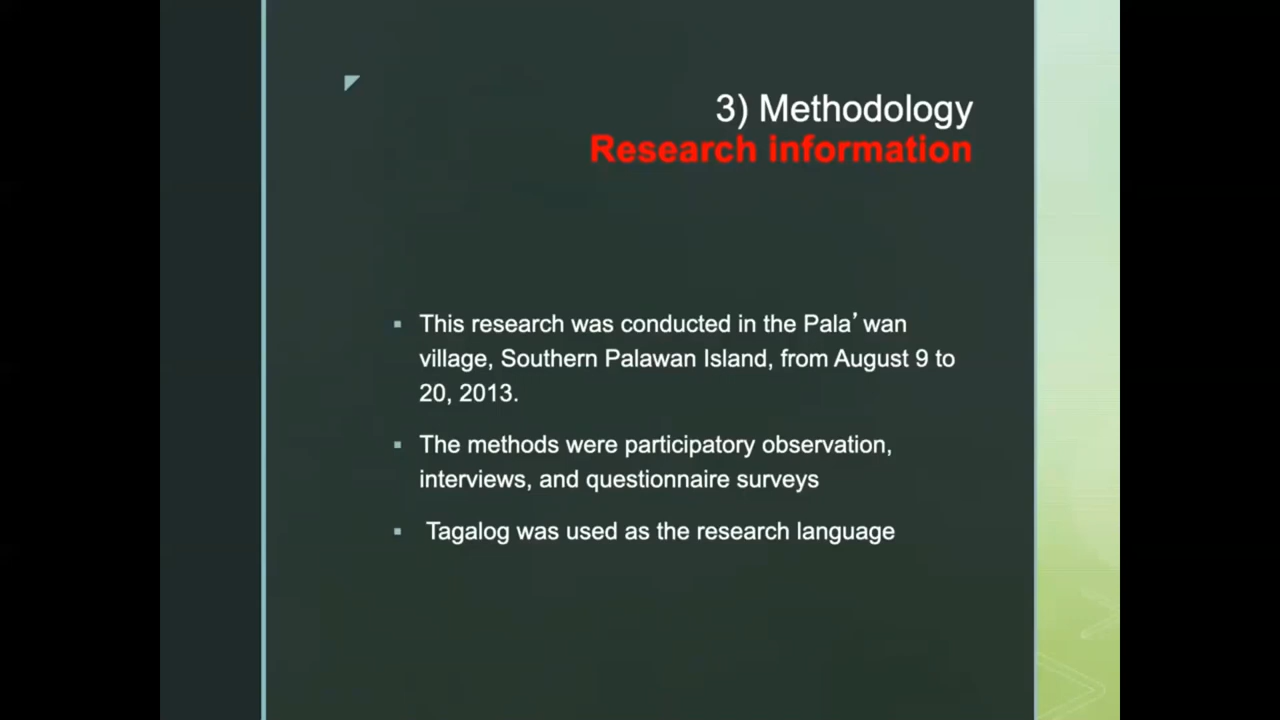 3) Methodology
Research information
▪ This research was conducted in the Pala’wan
village, Southern Palawan Island, from August 9 to
20, 2013.
▪ The methods were participatory observation,
interviews, and questionnaire surveys
▪ Tagalog was used as the research language